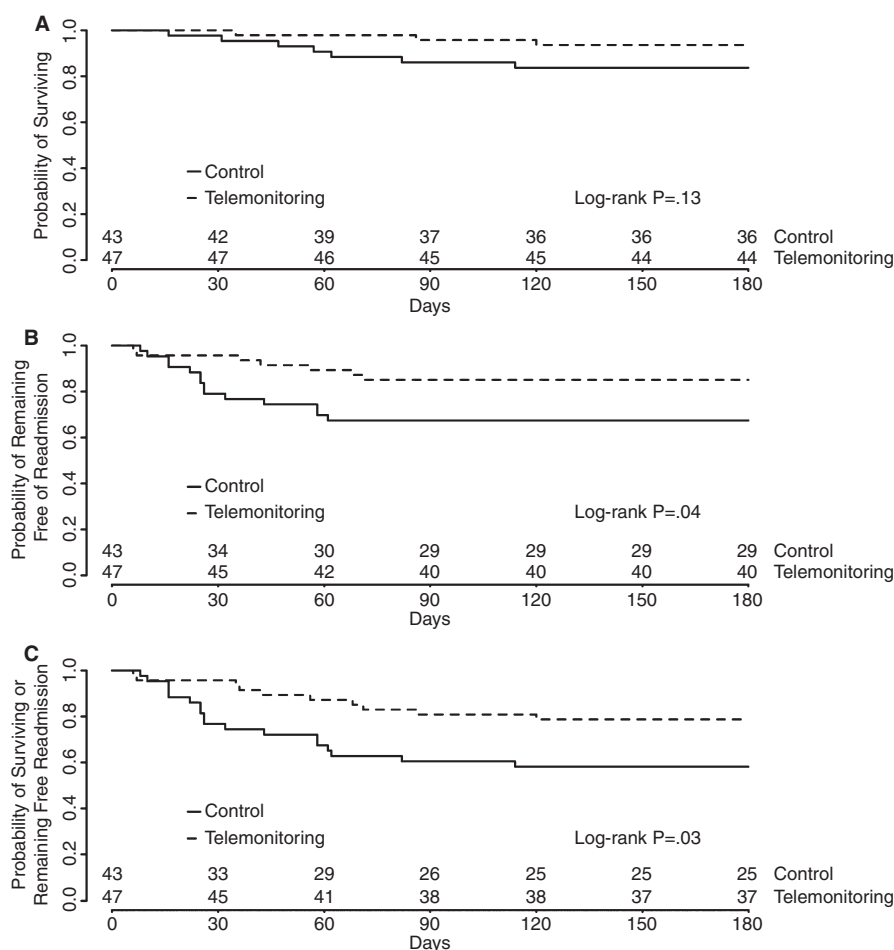 A
Probability of Surviving
1.0
0.8
0.6
0.4
0.2
0.0
Control
Telemonitoring
Log-rank P=.13
43 42 39 37 36 36 36 Control
47 47 46 45 45 44 44 Telemonitoring
0 30 60 90 120 150 180
Days
B
Probability of Remaining
Free of Readmission
1.0
0.8
0.6
0.4
0.2
0.0
Control
Telemonitoring
Log-rank P=.04
43 34 30 29 29 29 29 Control
47 45 42 40 40 40 40 Telemonitoring
0 30 60 90 120 150 180
Days
C
Probability of Surviving or
Remaining Free Readmission
1.0
0.8
0.6
0.4
0.2
0.0
Control
Telemonitoring
Log-rank P=.03
43 33 29 26 25 25 25 Control
47 45 41 38 38 37 37 Telemonitoring
0 30 60 90 120 150 180
Days